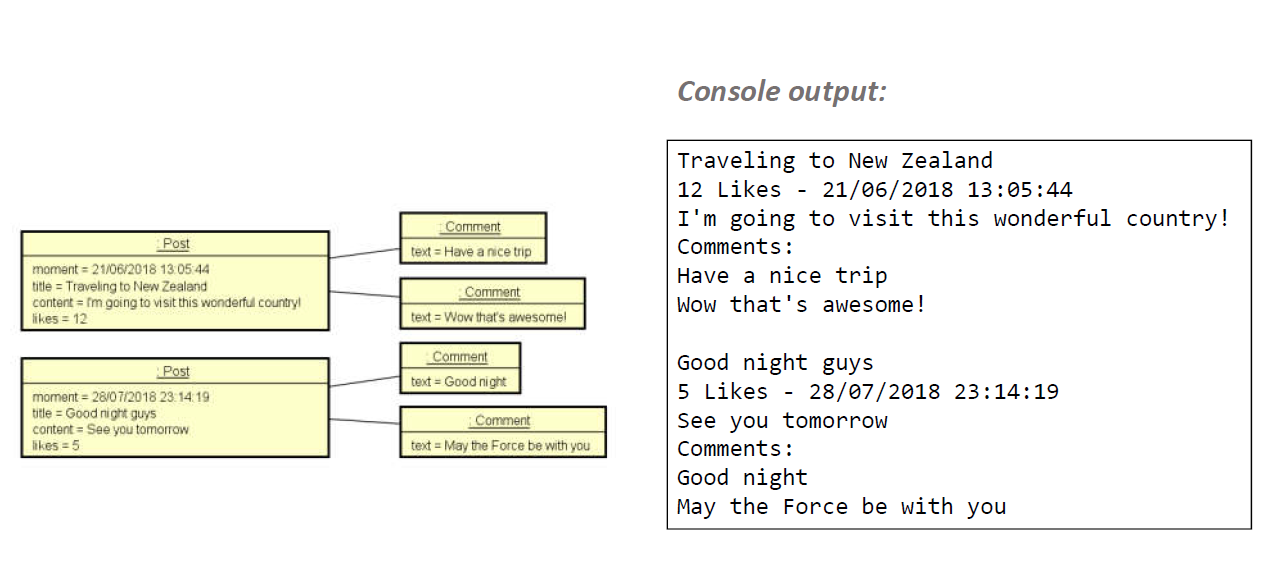 Console output:
: Post
moment = 21/06/2018 13:05:44
title = Traveling to New Zealand
content = I'm going to visit this wonderful country!
likes = 12
: Comment
text = Have a nice trip
: Comment
text = Wow that's awesome!
: Post
moment = 28/07/2018 23:14:19
title = Good night guys
content = See you tomorrow
likes = 5
: Comment
text = Good night
: Comment
text = May the Force be with you
Traveling to New Zealand
12 Likes - 21/06/2018 13:05:44
I'm going to visit this wonderful country!
Comments:
Have a nice trip
Wow that's awesome!
Good night guys
5 Likes - 28/07/2018 23:14:19
See you tomorrow
Comments:
Good night
May the Force be with you